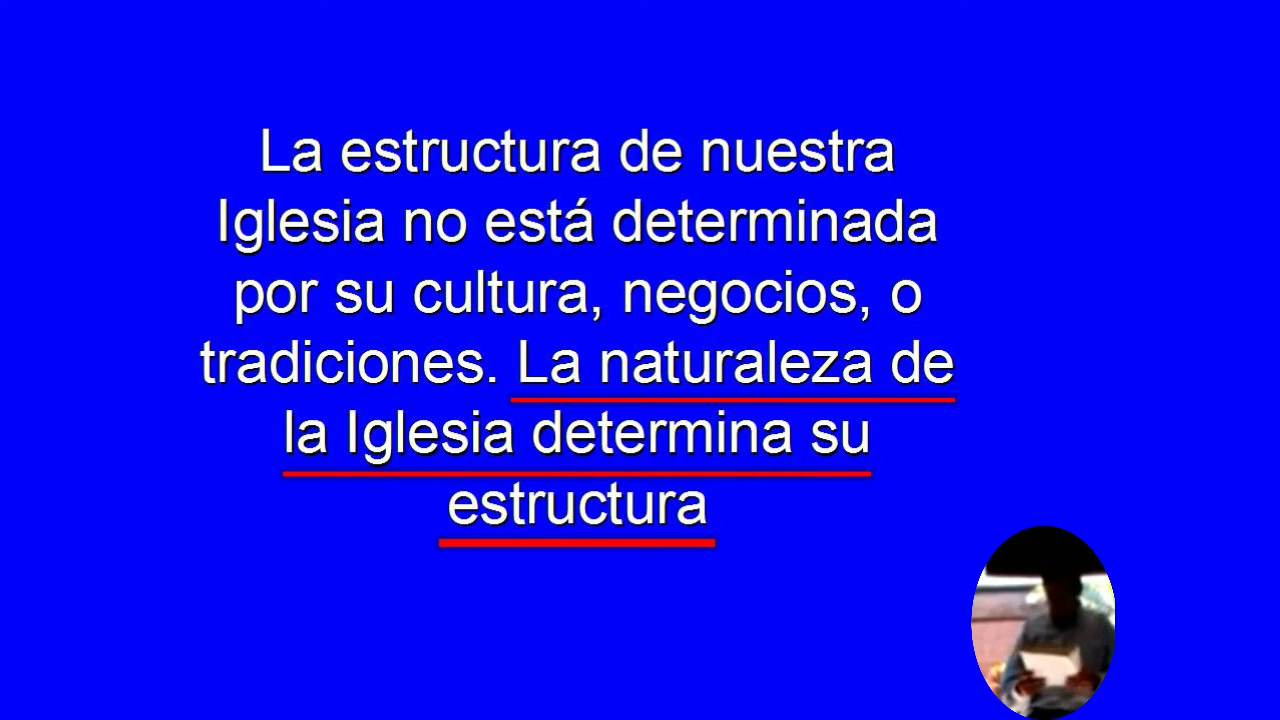 La estructura de nuestra
Iglesia no está determinada
por su cultura, negocios, o
tradiciones. La naturaleza de
la Iglesia determina su
estructura